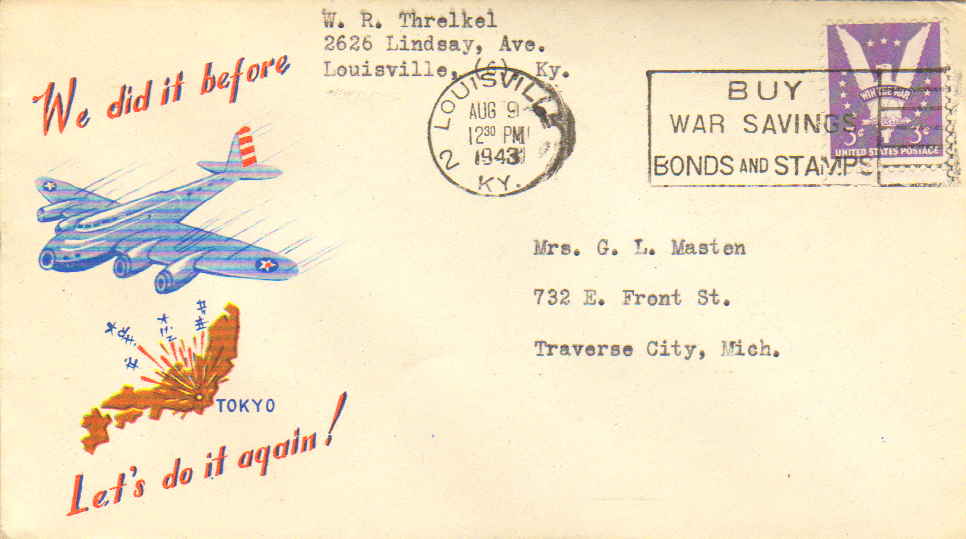 W. R. Threlkel
2626 Lindsay, Ave.
Louisville, (6) Ky.
We did it before
LOUISVILLE
2
AUG 9
12 30 PM
1943
KY.
BUY
WAR SAVINGS
BONDS AND STAMPS
WIN THE WAR
3¢ 3¢
UNITED STATES POSTAGE
Mrs. G. L. Masten
732 E. Front St.
Traverse City, Mich.
TOKYO
Let's do it again!